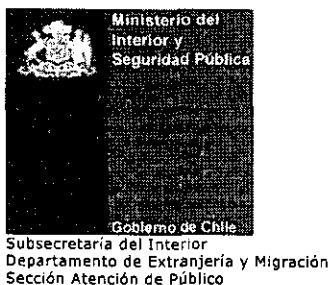 Ministerio del
Interior y
Seguridad Pública
Gobierno de Chile
Subsecretaría del Interior
Departamento de Extranjería y Migración
Sección Atención de Público